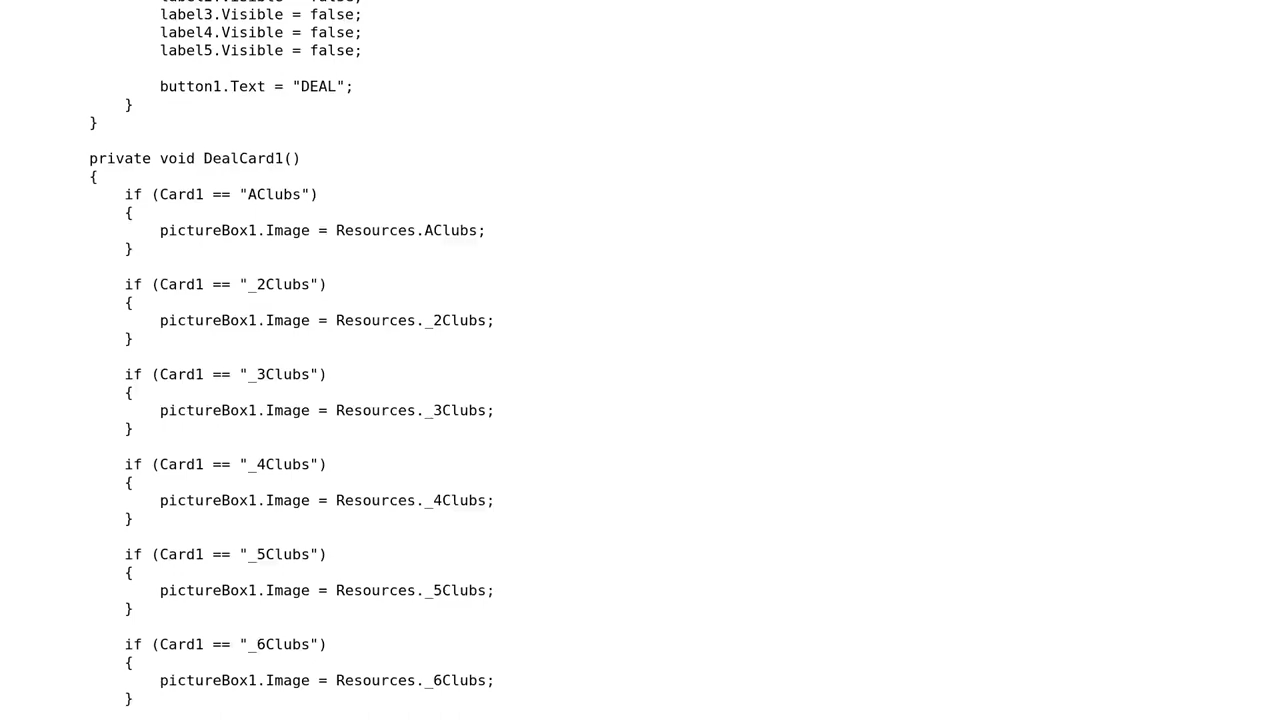 label3.Visible = false;
label4.Visible = false;
label5.Visible = false;
button1.Text = "DEAL";
}
}
private void DealCard1()
{
if (Card1 == "AClubs")
{
pictureBox1.Image = Resources.AClubs;
}
if (Card1 == "_2Clubs")
{
pictureBox1.Image = Resources._2Clubs;
}
if (Card1 == "_3Clubs")
{
pictureBox1.Image = Resources._3Clubs;
}
if (Card1 == "_4Clubs")
{
pictureBox1.Image = Resources._4Clubs;
}
if (Card1 == "_5Clubs")
{
pictureBox1.Image = Resources._5Clubs;
}
if (Card1 == "_6Clubs")
{
pictureBox1.Image = Resources._6Clubs;
}